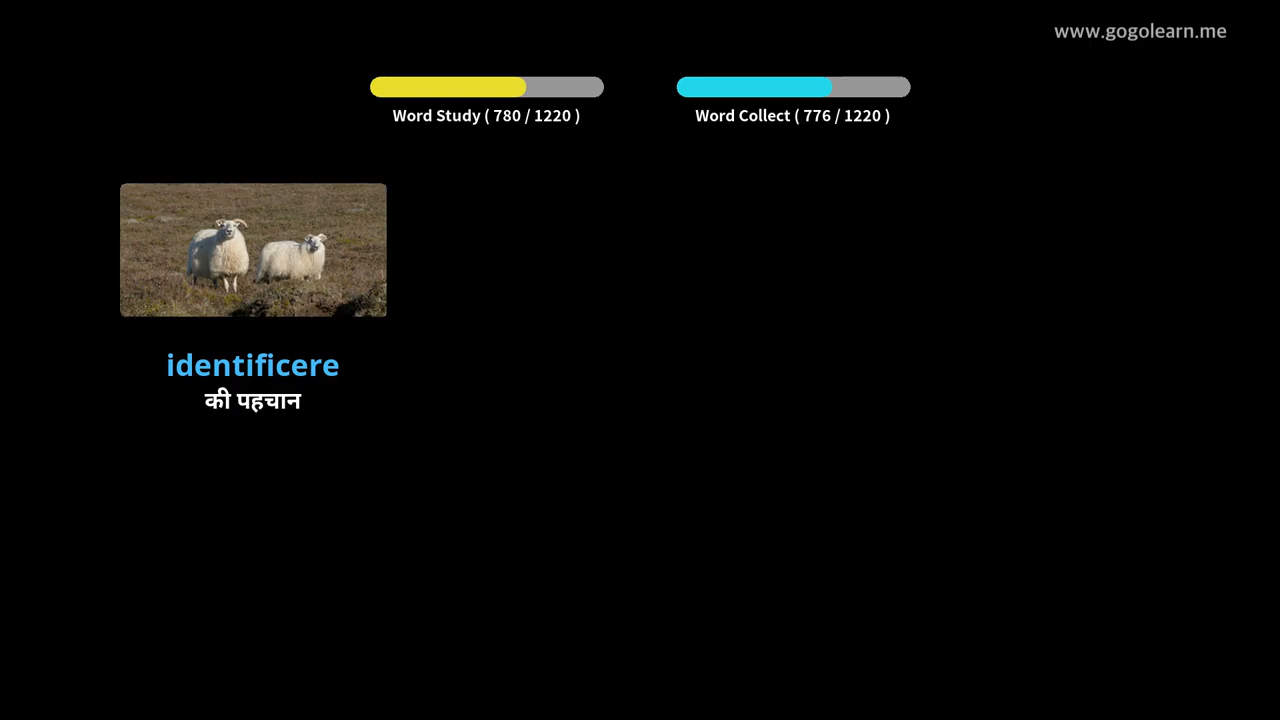 www.gogolearn.me
Word Study ( 780 / 1220 )
Word Collect ( 776 / 1220 )
identificere
की पहचान